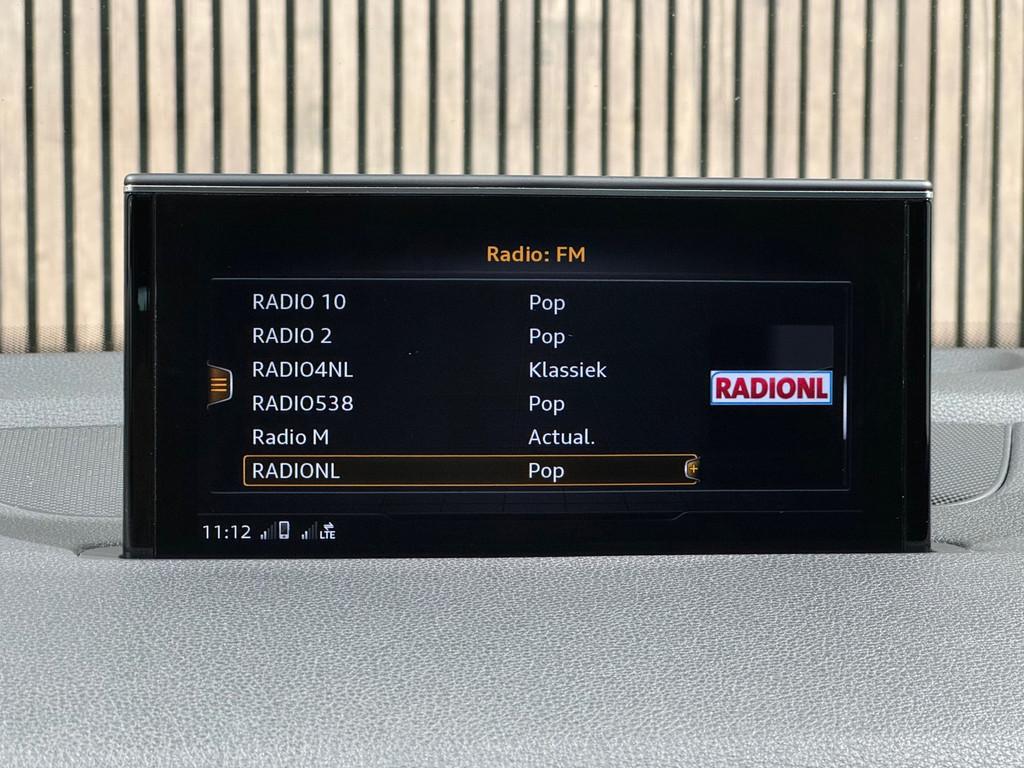 Radio: FM
RADIO 10 Pop
RADIO 2 Pop
RADIO4NL Klassiek
RADIONL
RADIO538 Pop
Radio M Actual.
RADIONL Pop
11:12 LTE